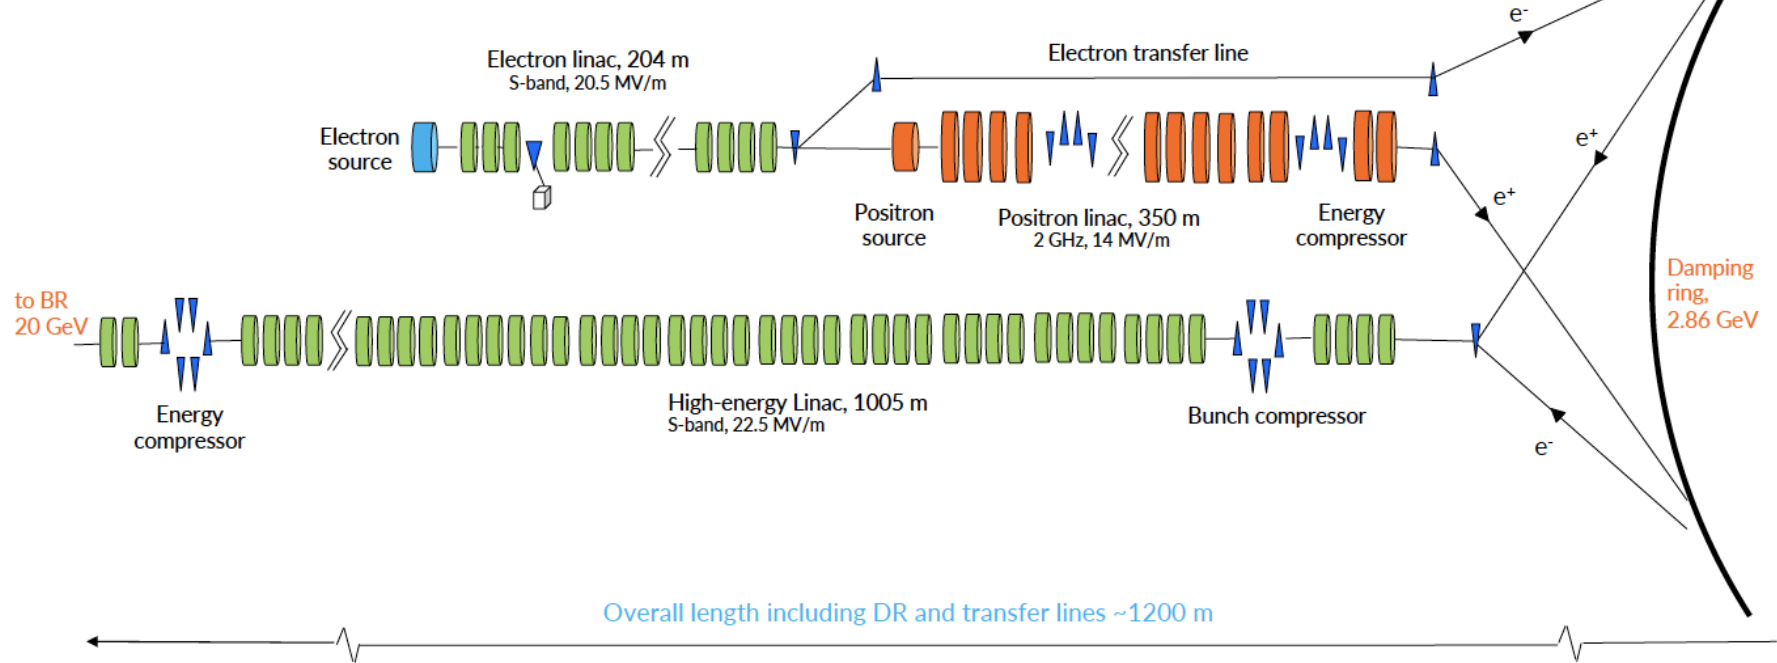 e-
Electron linac, 204 m
S-band, 20.5 MV/m
Electron transfer line
Electron
source
e+
e+
Positron
source
Positron linac, 350 m
2 GHz, 14 MV/m
Energy
compressor
Damping
ring,
2.86 GeV
to BR
20 GeV
Energy
compressor
High-energy Linac, 1005 m
S-band, 22.5 MV/m
Bunch compressor
e-
Overall length including DR and transfer lines ~1200 m